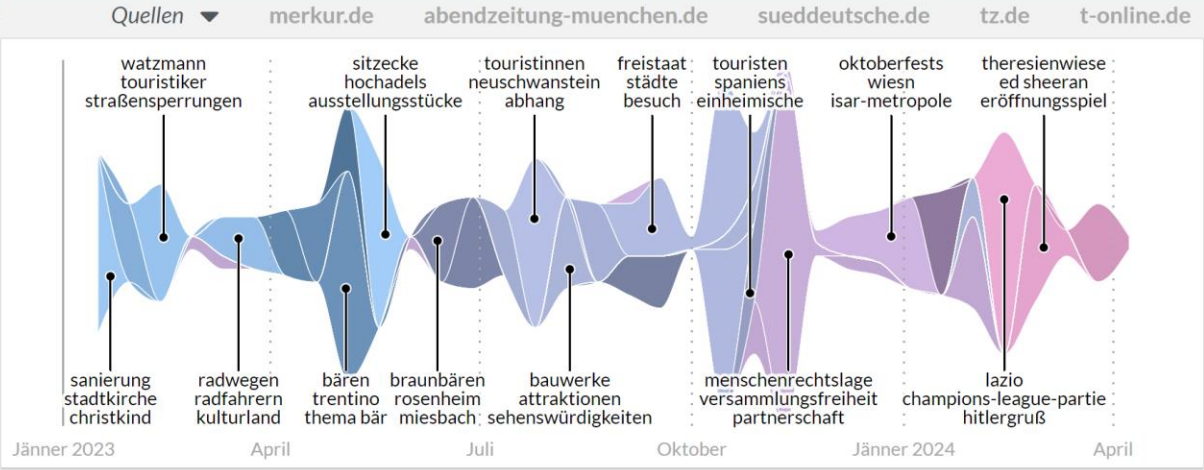 Quellen merkur.de abendzeitung-muenchen.de sueddeutsche.de tz.de t-online.de
watzmann
touristiker
straßensperrungen
sitzecke
hochadels
ausstellungsstücke
touristinnen
neuschwanstein
abhang
freistaat
städte
besuch
touristen
spaniens
einheimische
oktoberfests
wiesn
isar-metropole
theresienwiese
ed sheeran
eröffnungsspiel
sanierung
stadtkirche
christkind
radwegen
radfahrern
kulturland
bären
trentino
thema bär
braunbären
rosenheim
miesbach
bauwerke
attraktionen
sehenswürdigkeiten
menschenrechtslage
versammlungsfreiheit
partnerschaft
lazio
champions-league-partie
hitlergruß
Jänner 2023 April Juli Oktober Jänner 2024 April